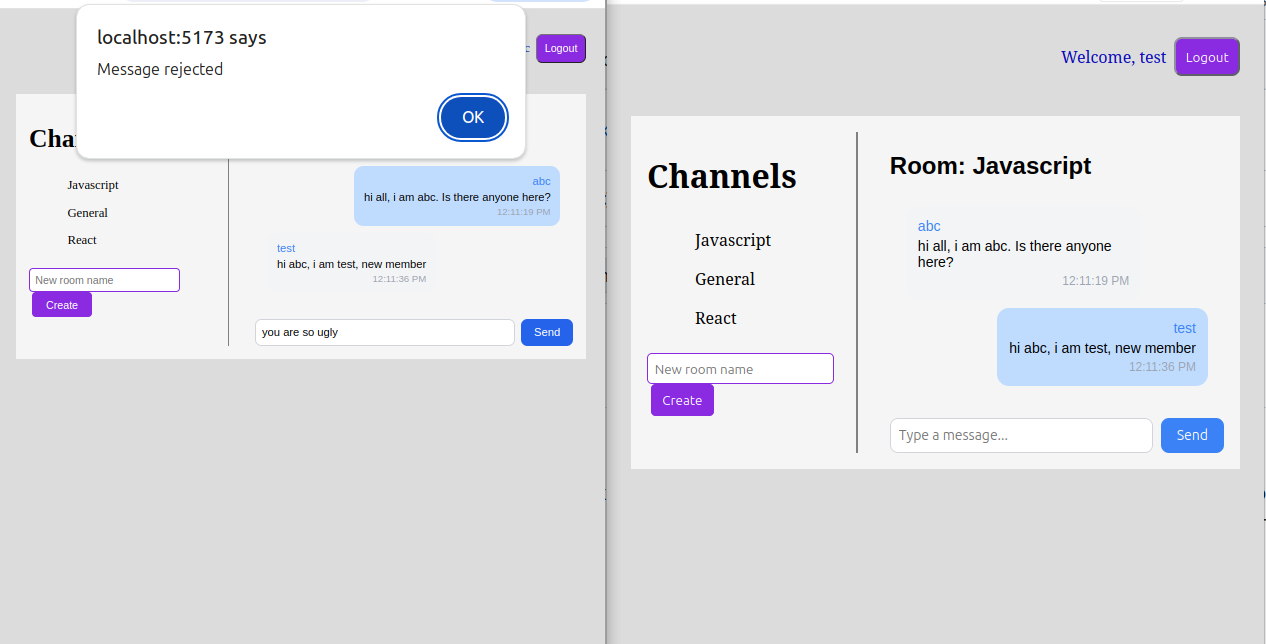 localhost:5173 says
Message rejected
OK
Logout
Javascript
General
React
New room name
Create
abc
hi all, i am abc. Is there anyone here?
12:11:19 PM
test
hi abc, i am test, new member
12:11:36 PM
you are so ugly
Send
Welcome, test
Logout
Channels
Javascript
General
React
New room name
Create
Room: Javascript
abc
hi all, i am abc. Is there anyone
here?
12:11:19 PM
test
hi abc, i am test, new member
12:11:36 PM
Type a message...
Send